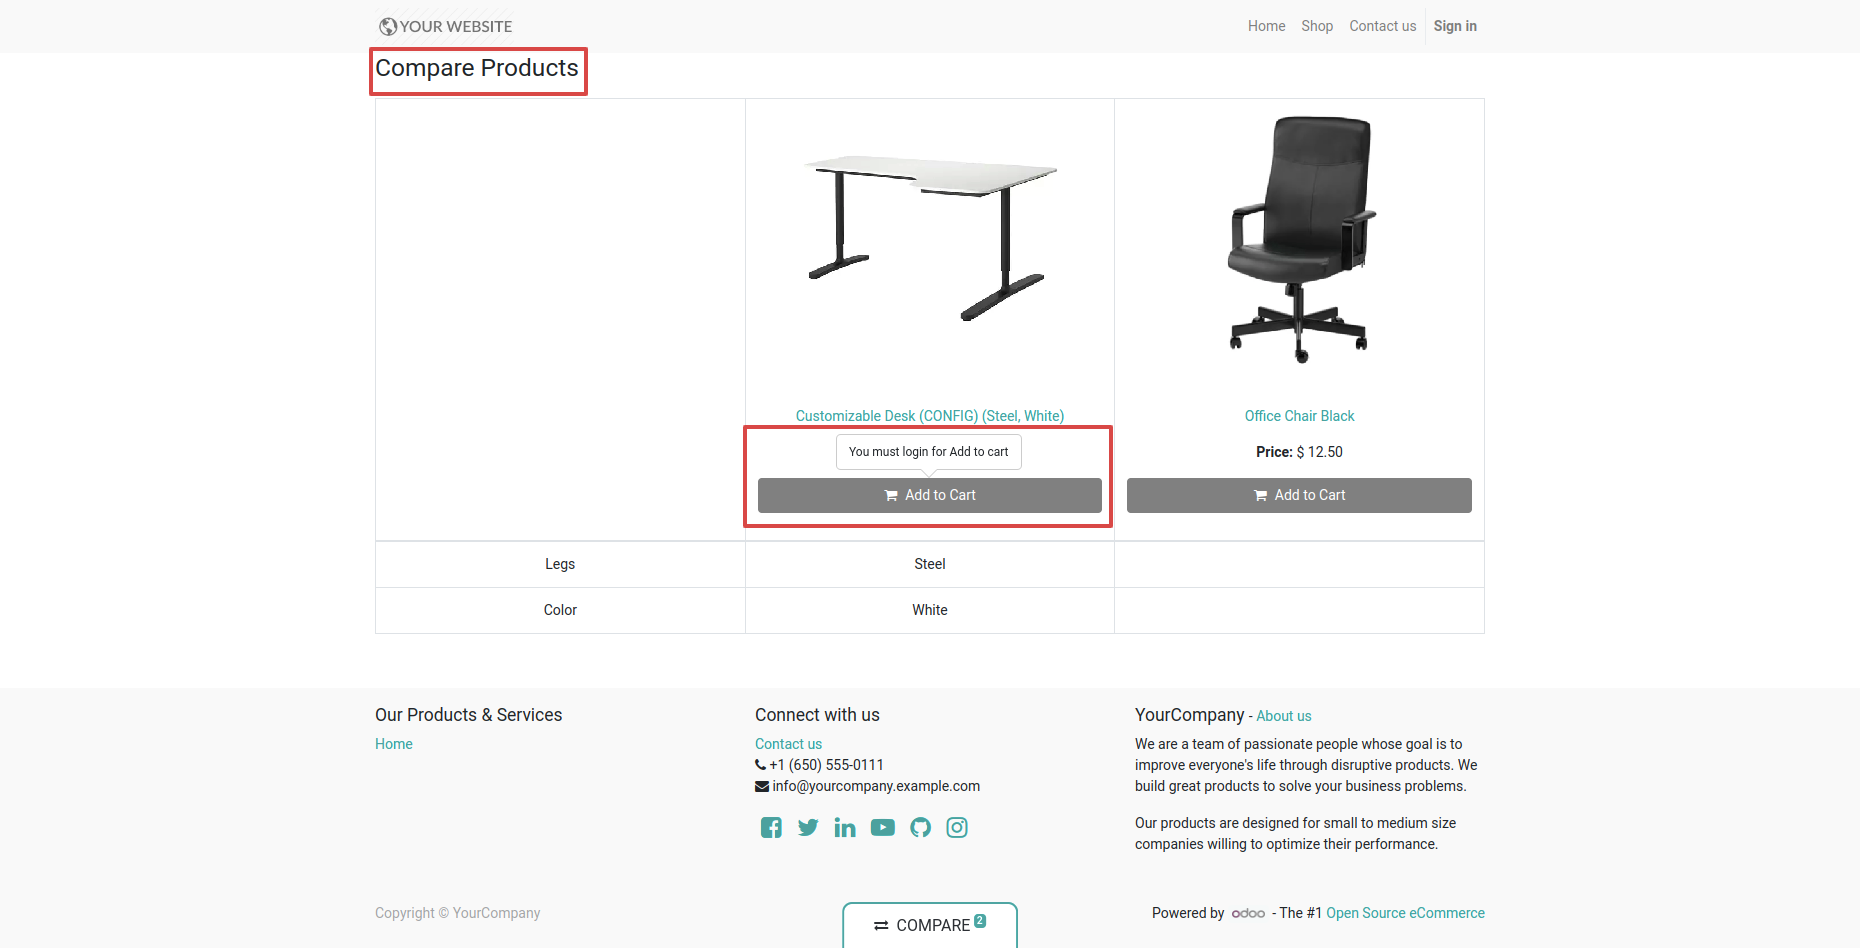 YOUR WEBSITE
Home Shop Contact us Sign in
Compare Products
Customizable Desk (CONFIG) (Steel, White)
Office Chair Black
You must login for Add to cart
Price: $ 12.50
Add to Cart
Add to Cart
Legs Steel
Color White
Our Products & Services
Home
Connect with us
Contact us
+1 (650) 555-0111
info@yourcompany.example.com
YourCompany - About us
We are a team of passionate people whose goal is to
improve everyone's life through disruptive products. We
build great products to solve your business problems.
Our products are designed for small to medium size
companies willing to optimize their performance.
Copyright © YourCompany
COMPARE 2
Powered by odoo - The #1 Open Source eCommerce